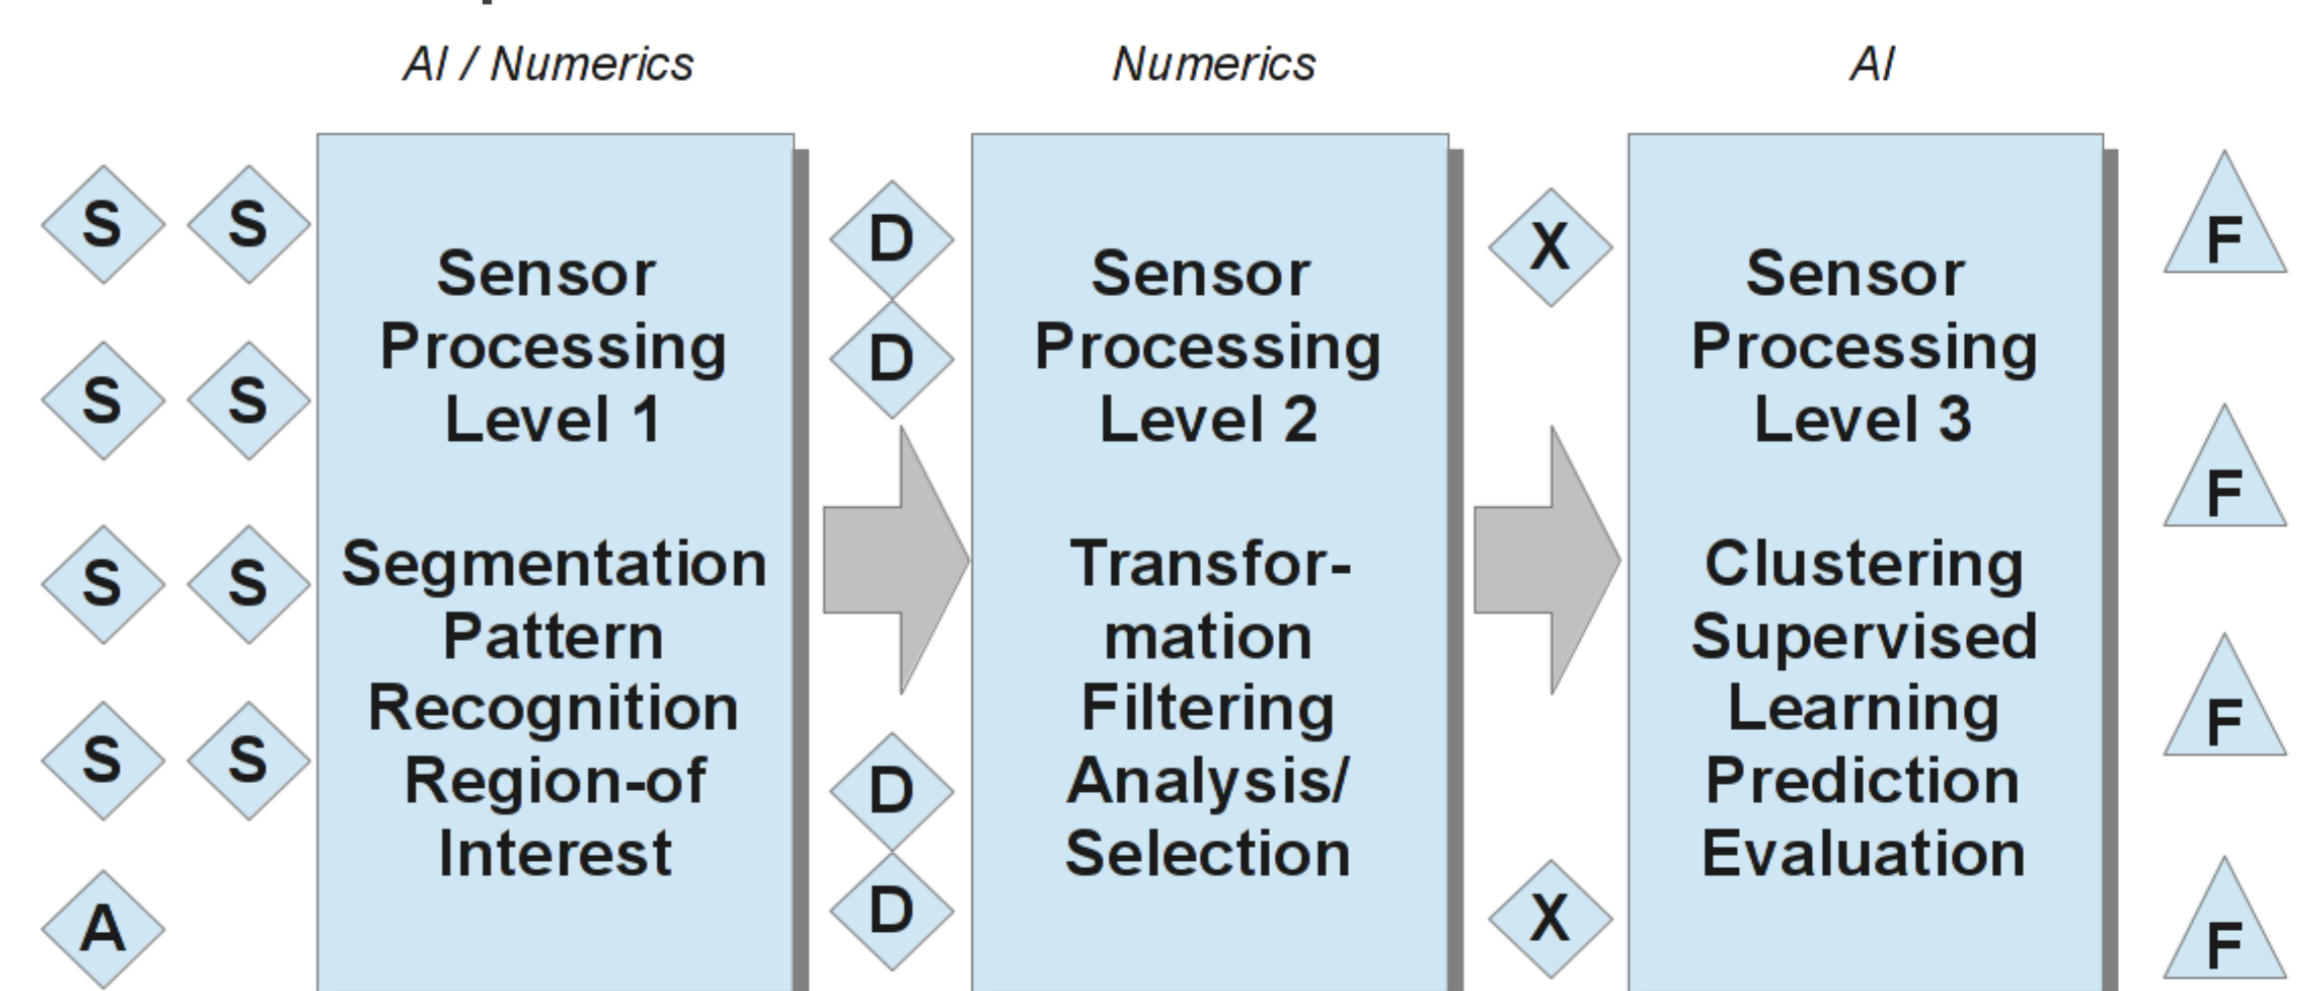 AI / Numerics
Numerics
AI
S S
S S
S S
S S
A
Sensor
Processing
Level 1
Segmentation
Pattern
Recognition
Region-of
Interest
D
D
D
D
Sensor
Processing
Level 2
Transfor-
mation
Filtering
Analysis/
Selection
X
X
Sensor
Processing
Level 3
Clustering
Supervised
Learning
Prediction
Evaluation
F
F
F
F